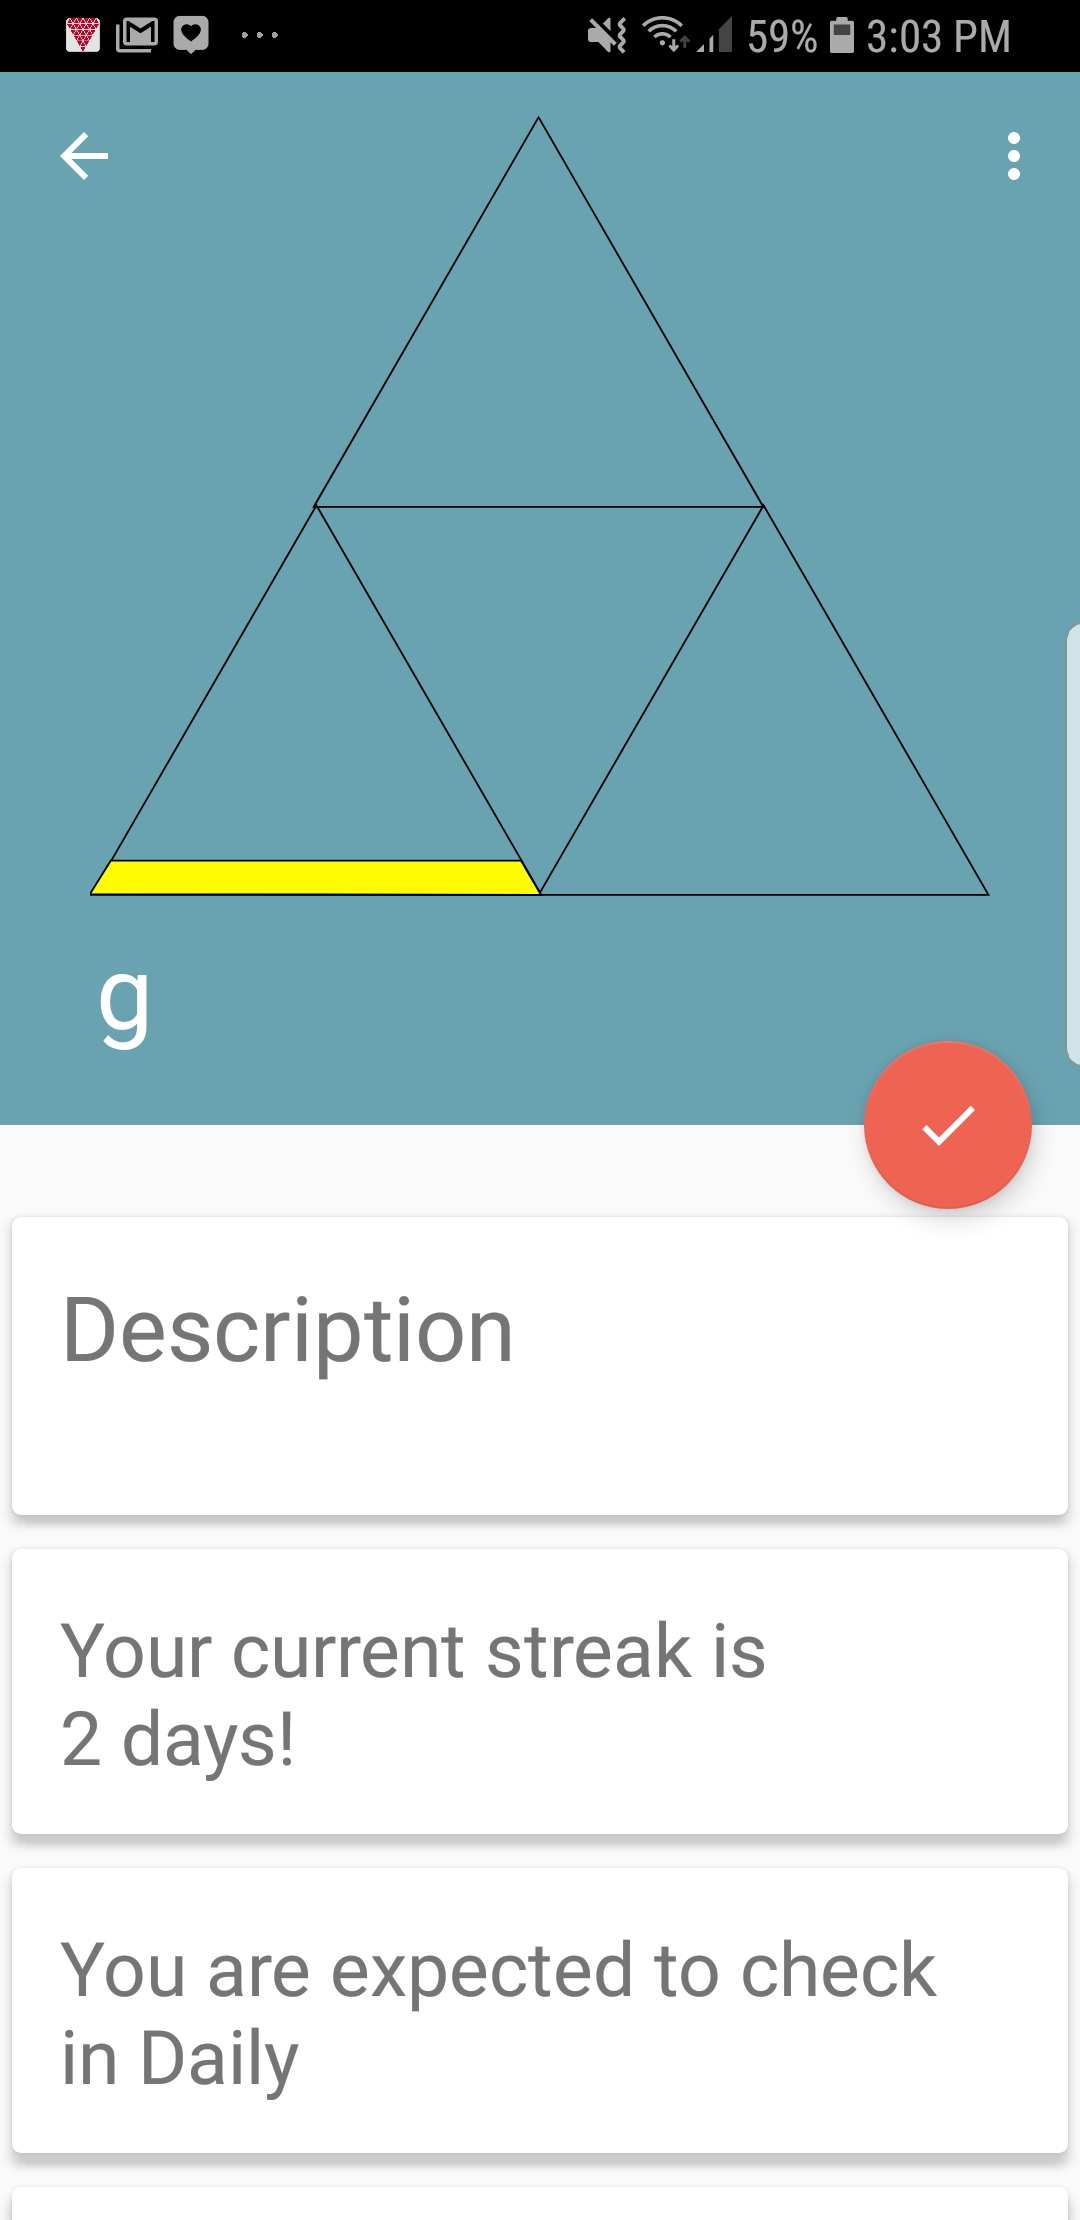 59% 3:03 PM
g
Description
Your current streak is
2 days!
You are expected to check
in Daily